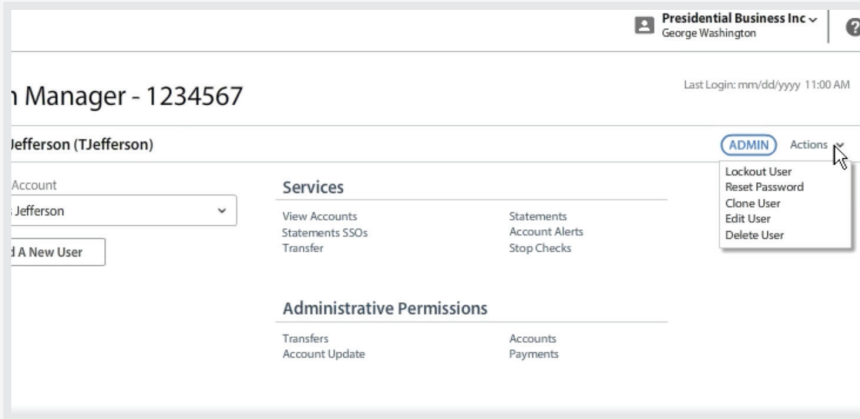 Presidential Business Inc
George Washington
Last Login: mm/dd/yyyy 11:00 AM
Manager - 1234567
Jefferson (TJefferson)
ADMIN Actions
Lockout User
Reset Password
Clone User
Edit User
Delete User
Account
Jefferson
A New User
Services
View Accounts
Statements SSOs
Transfer
Statements
Account Alerts
Stop Checks
Administrative Permissions
Transfers
Account Update
Accounts
Payments